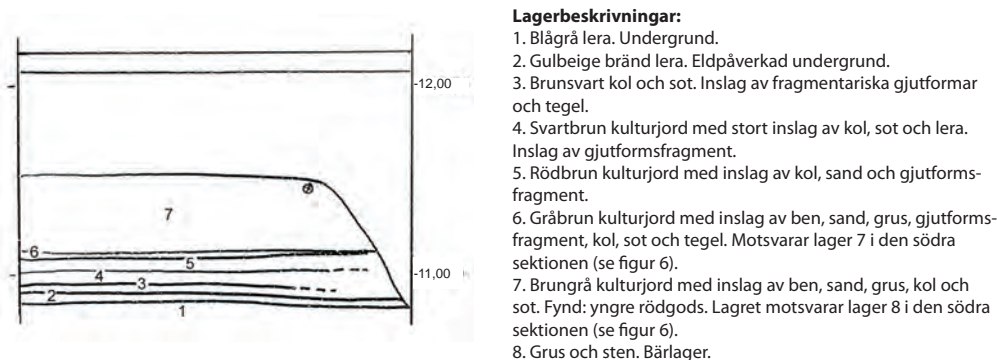 -12,00
7
6
5
4
-11,00
3
2
1
Lagerbeskrivningar:
1. Blågrå lera. Undergrund.
2. Gulbeige bränd lera. Eldpåverkad undergrund.
3. Brunsvart kol och sot. Inslag av fragmentariska gjutformar
och tegel.
4. Svartbrun kulturjord med stort inslag av kol, sot och lera.
Inslag av gjutformsfragment.
5. Rödbrun kulturjord med inslag av kol, sand och gjutforms-
fragment.
6. Gråbrun kulturjord med inslag av ben, sand, grus, gjutforms-
fragment, kol, sot och tegel. Motsvarar lager 7 i den södra
sektionen (se figur 6).
7. Brungrå kulturjord med inslag av ben, sand, grus, kol och
sot. Fynd: yngre rödgods. Lagret motsvarar lager 8 i den södra
sektionen (se figur 6).
8. Grus och sten. Bärlager.